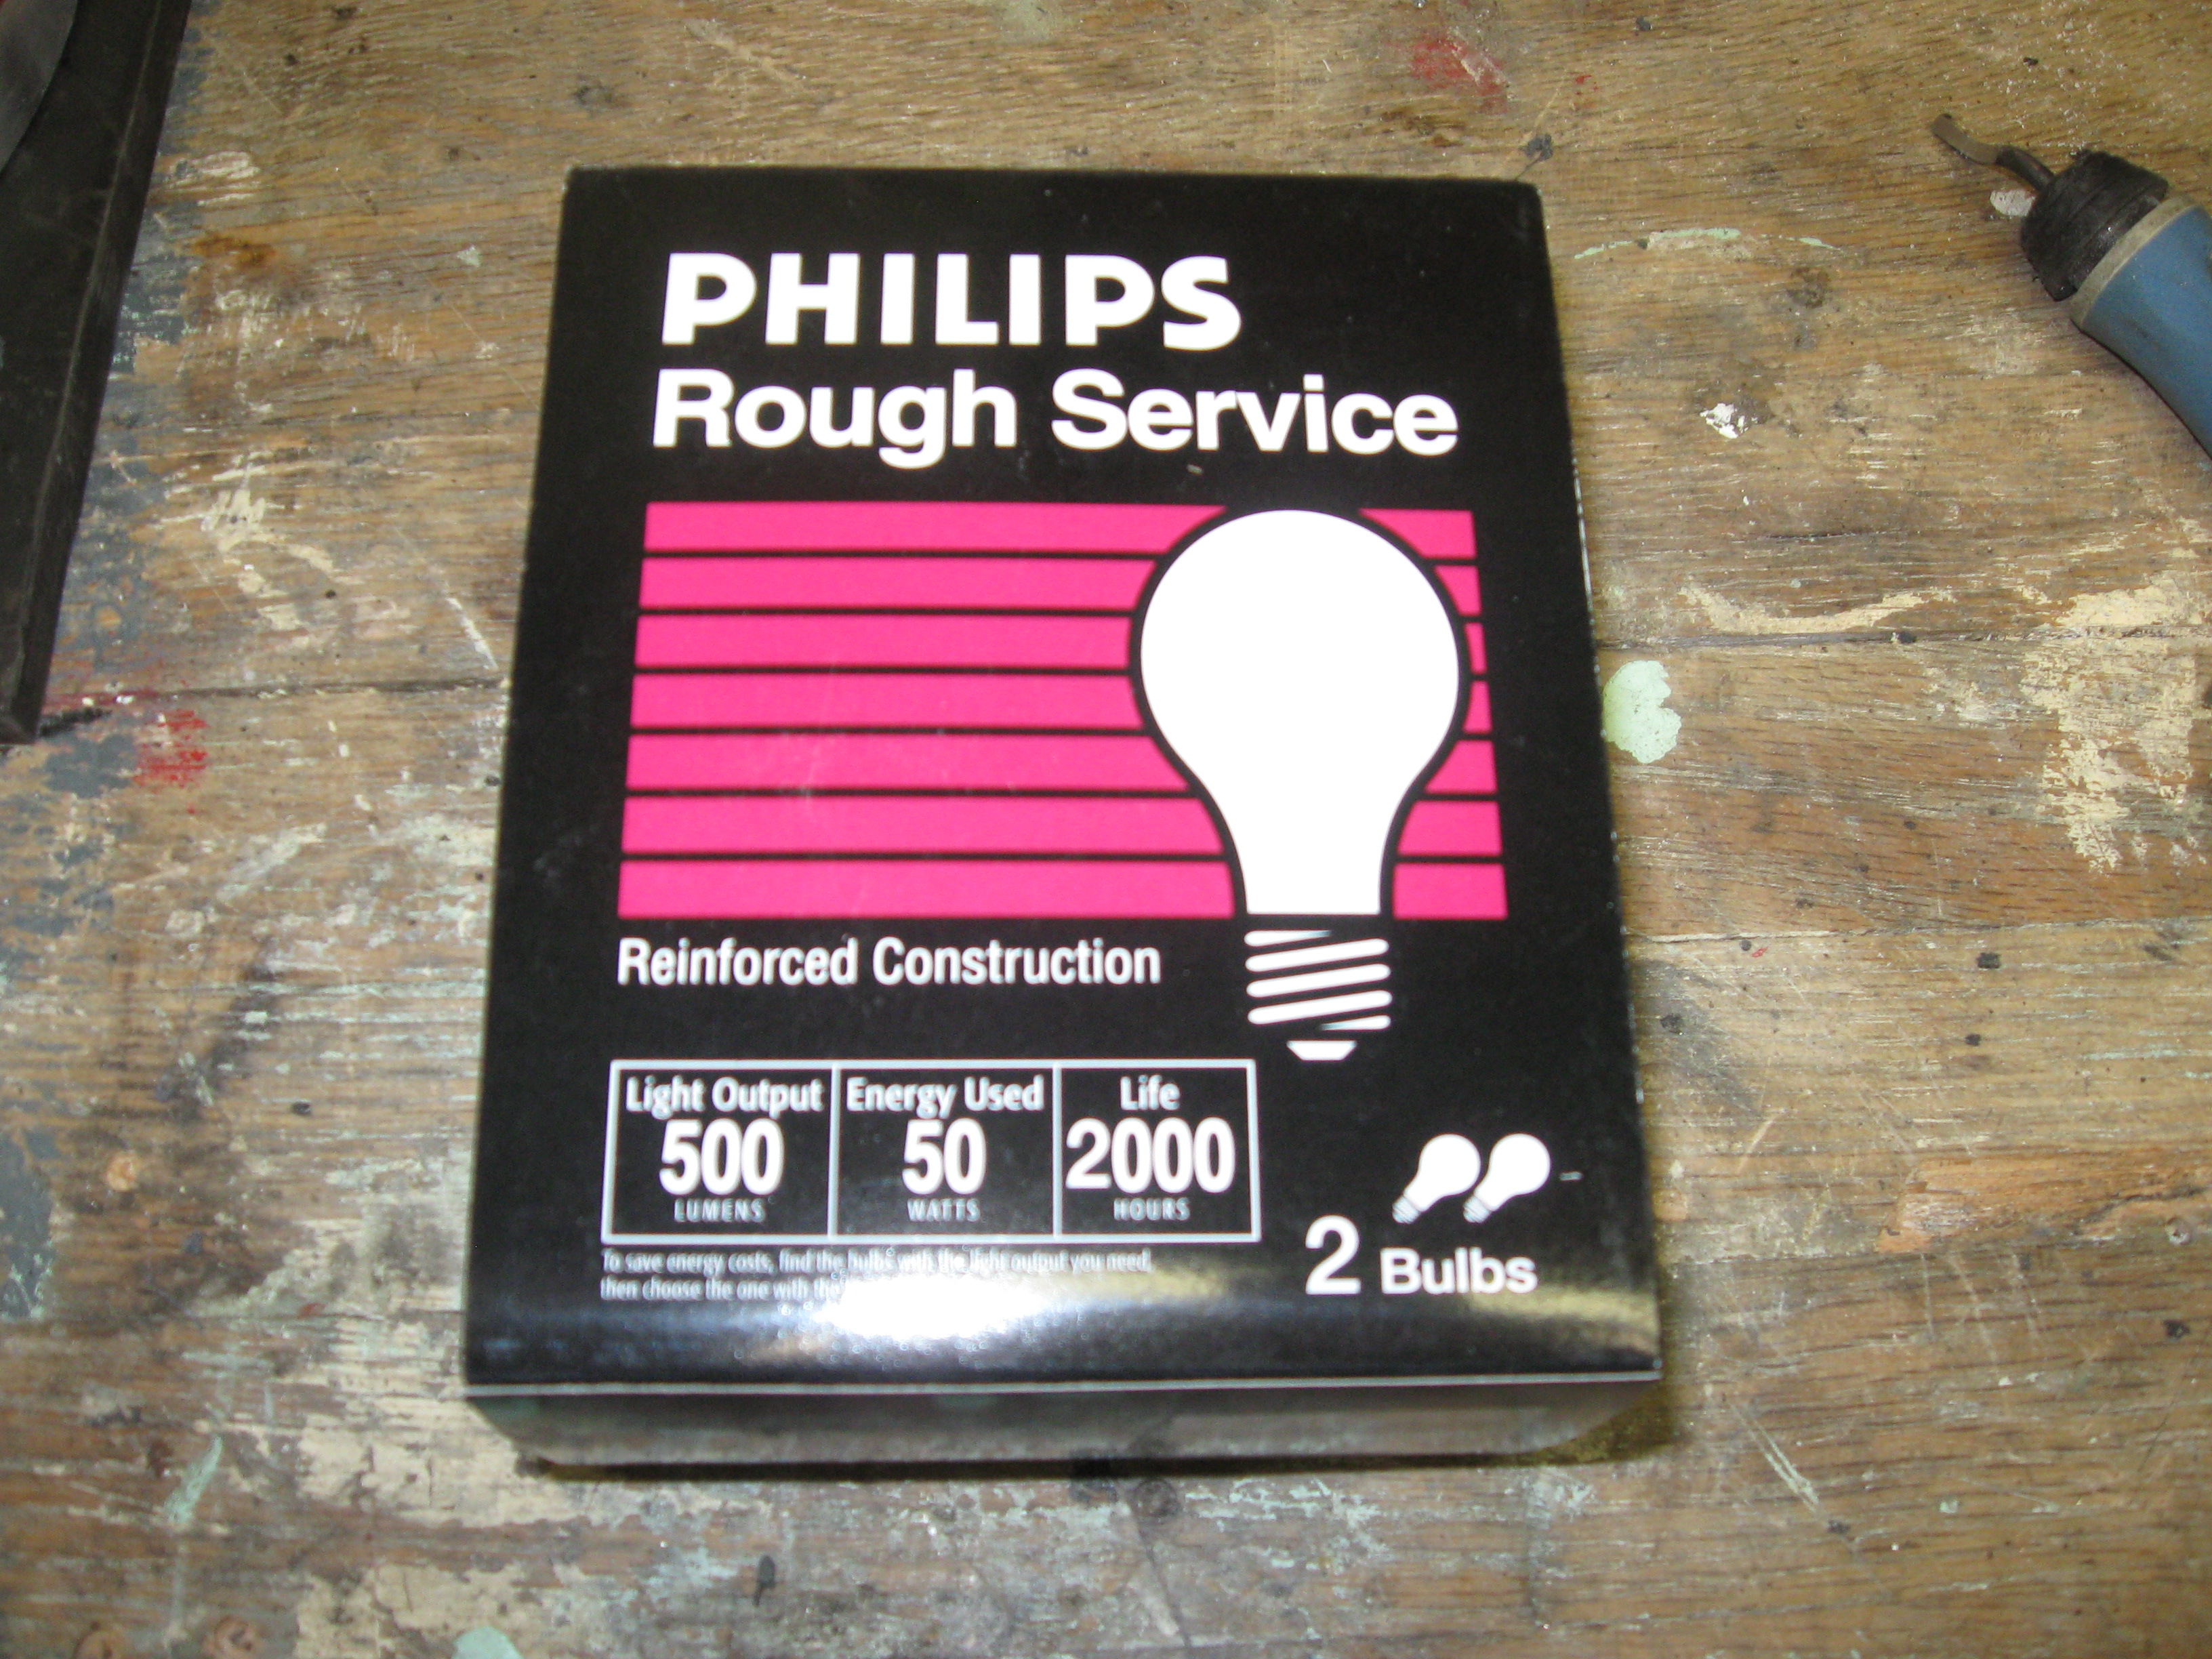 PHILIPS
Rough Service
Reinforced Construction
Light Output Energy Used Life
500 50 2000
LUMENS WATTS HOURS
To save energy costs, find the bulbs with the light output you need,
then choose the one with the
2 Bulbs